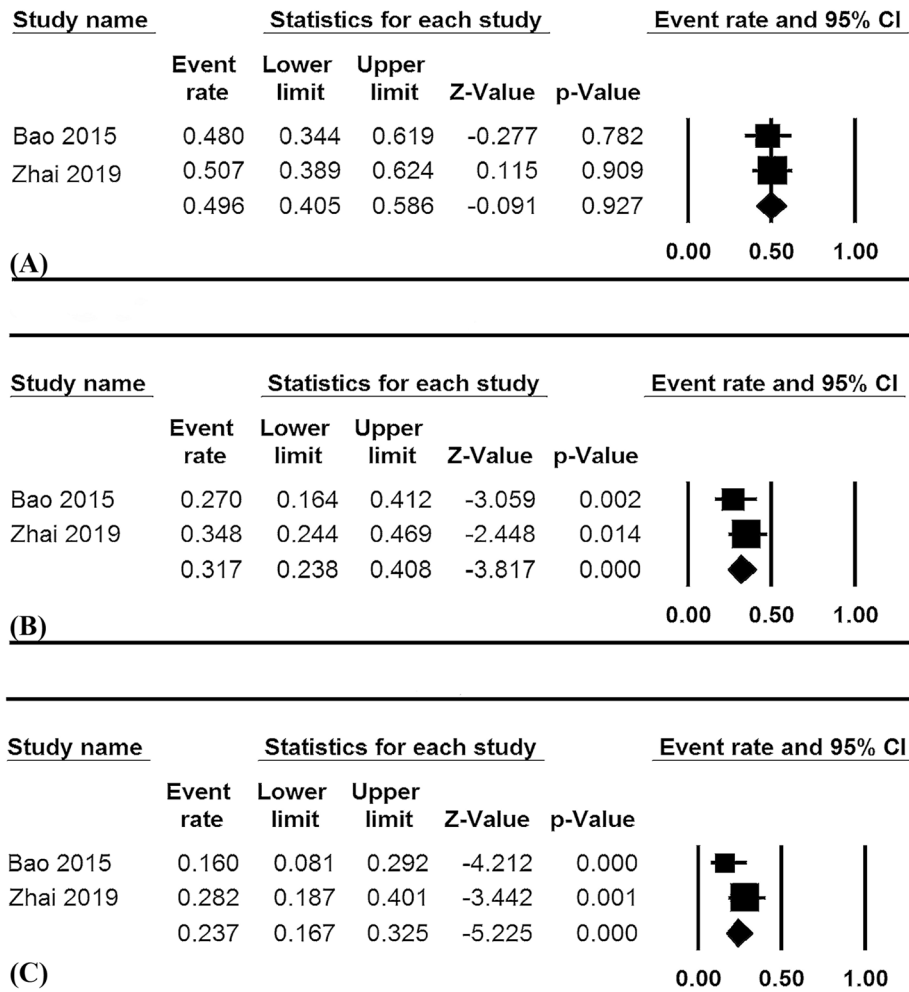 Study name Statistics for each study Event rate and 95% CI
Event Lower Upper
rate limit limit Z-Value p-Value
Bao 2015 0.480 0.344 0.619 -0.277 0.782
Zhai 2019 0.507 0.389 0.624 0.115 0.909
0.496 0.405 0.586 -0.091 0.927
0.00 0.50 1.00
(A)
Study name Statistics for each study Event rate and 95% CI
Event Lower Upper
rate limit limit Z-Value p-Value
Bao 2015 0.270 0.164 0.412 -3.059 0.002
Zhai 2019 0.348 0.244 0.469 -2.448 0.014
0.317 0.238 0.408 -3.817 0.000
0.00 0.50 1.00
(B)
Study name Statistics for each study Event rate and 95% CI
Event Lower Upper
rate limit limit Z-Value p-Value
Bao 2015 0.160 0.081 0.292 -4.212 0.000
Zhai 2019 0.282 0.187 0.401 -3.442 0.001
0.237 0.167 0.325 -5.225 0.000
(C)
0.00 0.50 1.00